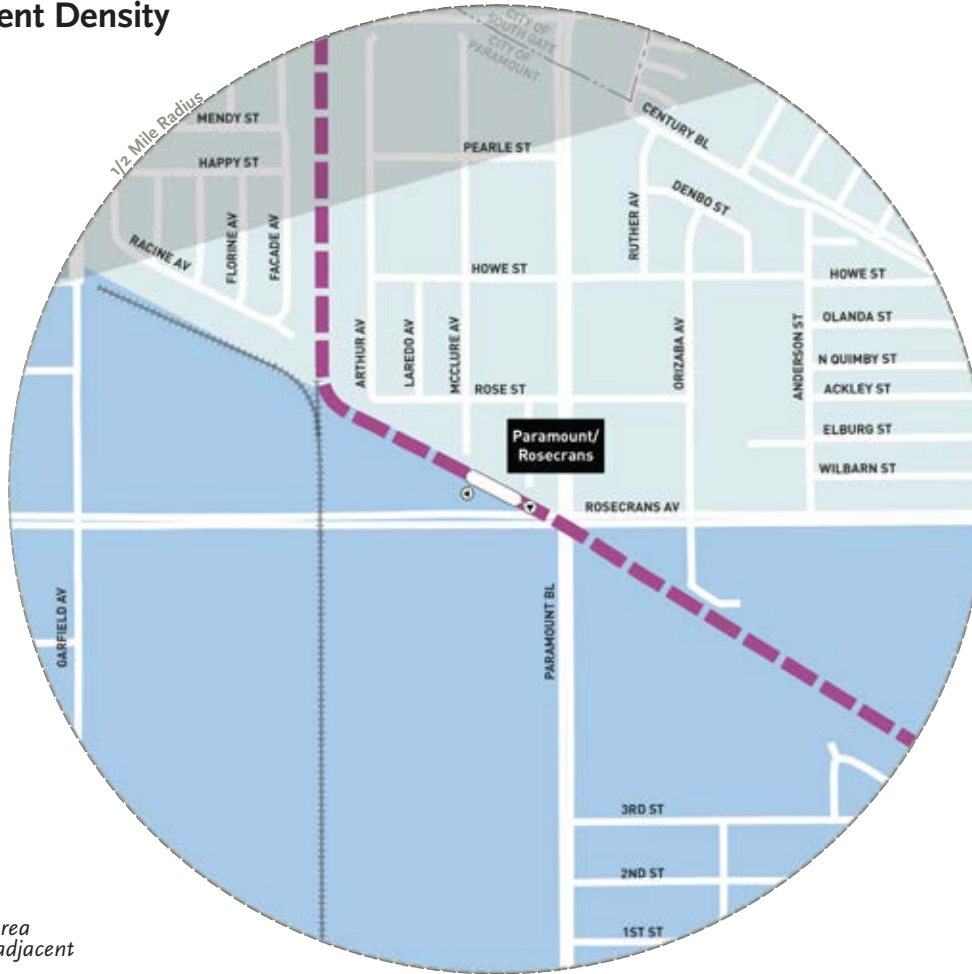 ent Density
CITY OF
SOUTH GATE
CITY OF
PARAMOUNT
1/2 Mile Radius
MENDY ST
CENTURY BL
PEARLE ST
HAPPY ST
DENBO ST
RUTHER AV
FLORINE AV
FACADE AV
RACINE AV
HOWE ST
HOWE ST
OLANDA ST
ARTHUR AV
LAREDO AV
MCCLURE AV
ORIZABA AV
ANDERSON ST
N QUIMBY ST
ROSE ST
ACKLEY ST
ELBURG ST
Paramount/
Rosecrans
WILBARN ST
ROSECRANS AV
GARFIELD AV
PARAMOUNT BL
3RD ST
2ND ST
1ST ST
rea
adjacent